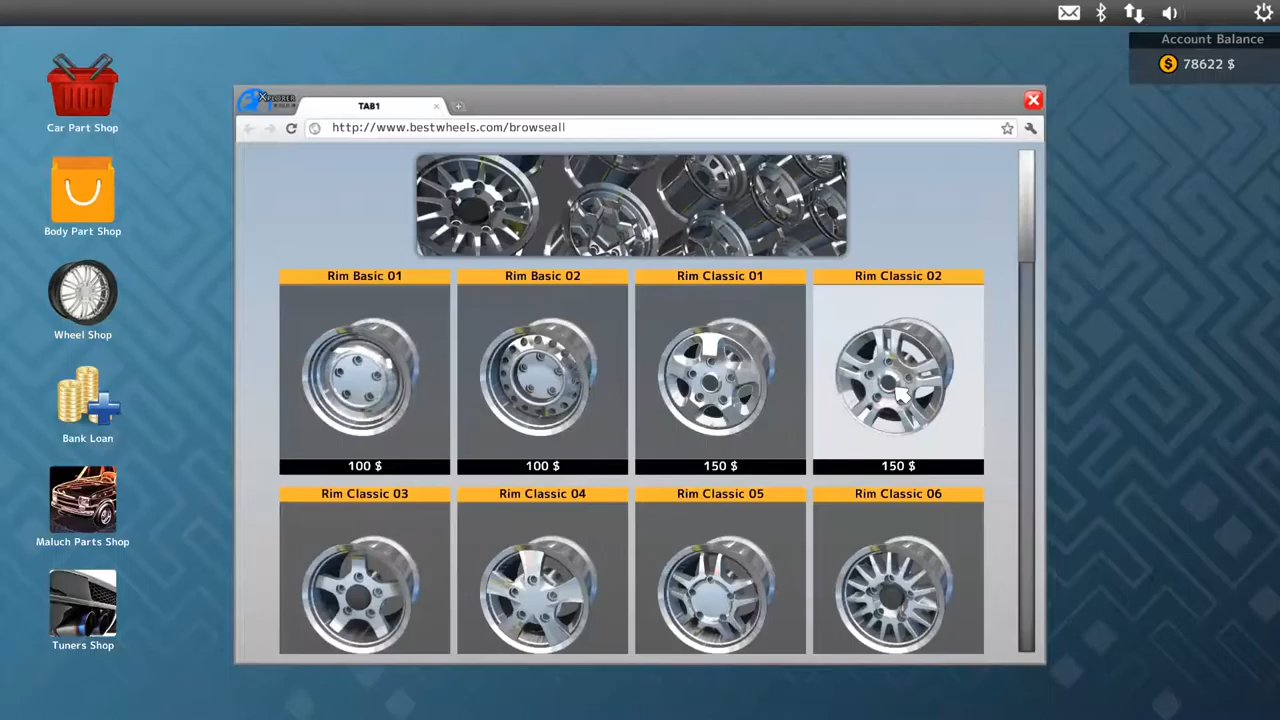 Account Balance
$ 78622 $
Car Part Shop
Body Part Shop
Wheel Shop
Bank Loan
Maluch Parts Shop
Tuners Shop
XPLORER
TAB1
http://www.bestwheels.com/browseall
Rim Basic 01
Rim Basic 02
Rim Classic 01
Rim Classic 02
100 $
100 $
150 $
150 $
Rim Classic 03
Rim Classic 04
Rim Classic 05
Rim Classic 06